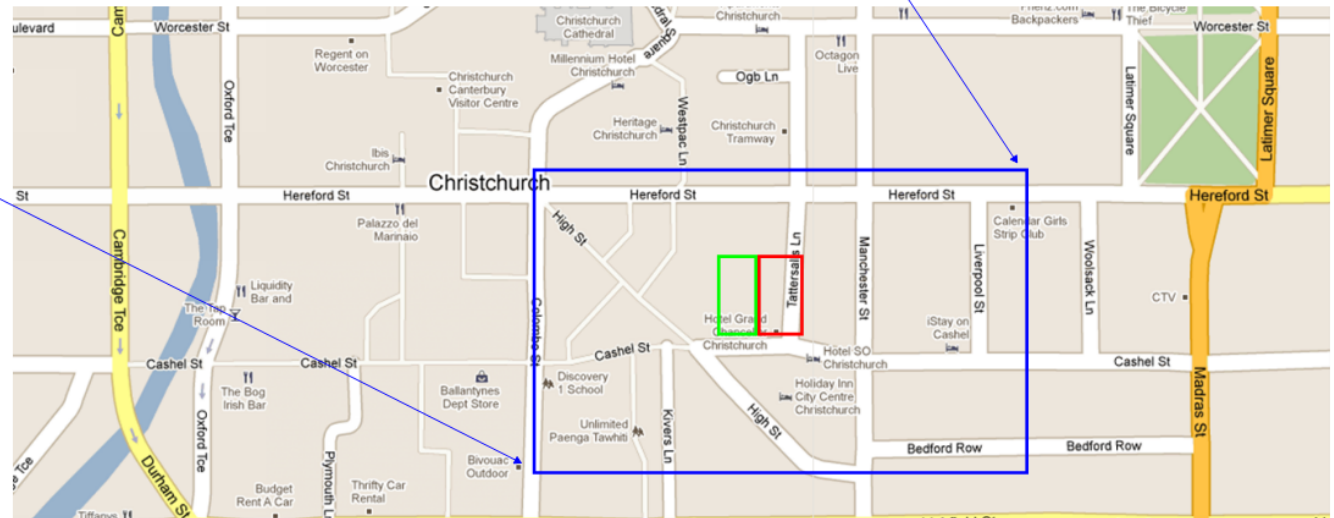 ulevard
Worcester St
Cam
Regent on
Worcester
Oxford Tce
Christchurch
Canterbury
Visitor Centre
Ibis
Christchurch
Christchurch
Cathedral
Square
Millennium Hotel
Christchurch
Christchurch
Heritage
Christchurch
Westpac Ln
Ogb Ln
Christchurch
Tramway
Octagon
Live
Backpackers
The Bicycle
Thief
Worcester St
Latimer Square
Latimer Square
Christchurch
St
Hereford St
Hereford St
Hereford St
Hereford St
Palazzo del
Marinaio
High St
Cambridge Tce
Liquidity
Bar and
The Tap
Room
Colombo St
Tattersalls Ln
Manchester St
Liverpool St
Calendar Girls
Strip Club
Woolsack Ln
CTV
Hotel Grand
Chancellor
Christchurch
iStay on
Cashel
Cashel St
Cashel St
Cashel St
Cashel St
Hotel SO
Christchurch
The Bog
Irish Bar
Oxford Tce
Ballantynes
Dept Store
Discovery
1 School
Holiday Inn
City Centre
Christchurch
Unlimited
Paenga Tawhiti
Kivers Ln
High St
Madras St
Bedford Row
Bedford Row
Bivouac
Outdoor
Durham St
Plymouth L
e Tce
Budget
Rent A Car
Thrifty Car
Rental
Tiffanys